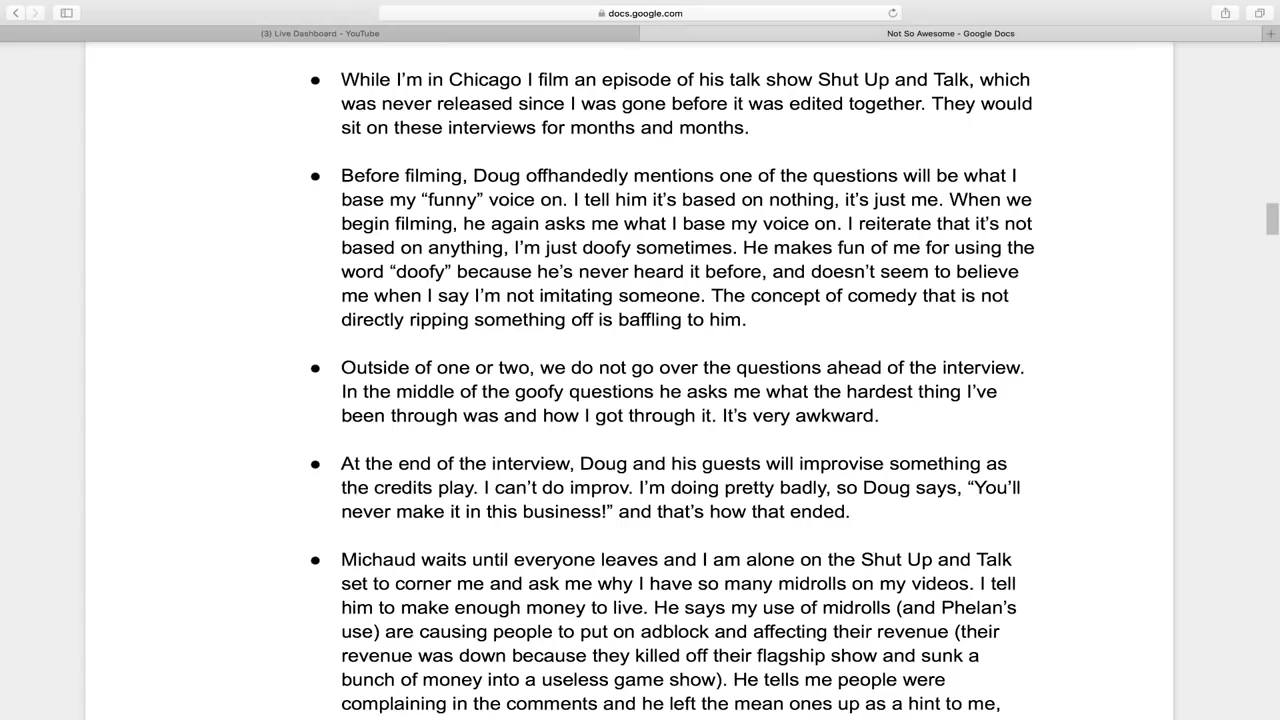 docs.google.com
(3) Live Dashboard - YouTube
Not So Awesome - Google Docs
● While I'm in Chicago I film an episode of his talk show Shut Up and Talk, which
was never released since I was gone before it was edited together. They would
sit on these interviews for months and months.
● Before filming, Doug offhandedly mentions one of the questions will be what I
base my “funny” voice on. I tell him it's based on nothing, it's just me. When we
begin filming, he again asks me what I base my voice on. I reiterate that it's not
based on anything, I'm just doofy sometimes. He makes fun of me for using the
word “doofy” because he's never heard it before, and doesn't seem to believe
me when I say I'm not imitating someone. The concept of comedy that is not
directly ripping something off is baffling to him.
● Outside of one or two, we do not go over the questions ahead of the interview.
In the middle of the goofy questions he asks me what the hardest thing I've
been through was and how I got through it. It's very awkward.
● At the end of the interview, Doug and his guests will improvise something as
the credits play. I can't do improv. I'm doing pretty badly, so Doug says, “You'll
never make it in this business!” and that's how that ended.
● Michaud waits until everyone leaves and I am alone on the Shut Up and Talk
set to corner me and ask me why I have so many midrolls on my videos. I tell
him to make enough money to live. He says my use of midrolls (and Phelan's
use) are causing people to put on adblock and affecting their revenue (their
revenue was down because they killed off their flagship show and sunk a
bunch of money into a useless game show). He tells me people were
complaining in the comments and he left the mean ones up as a hint to me,